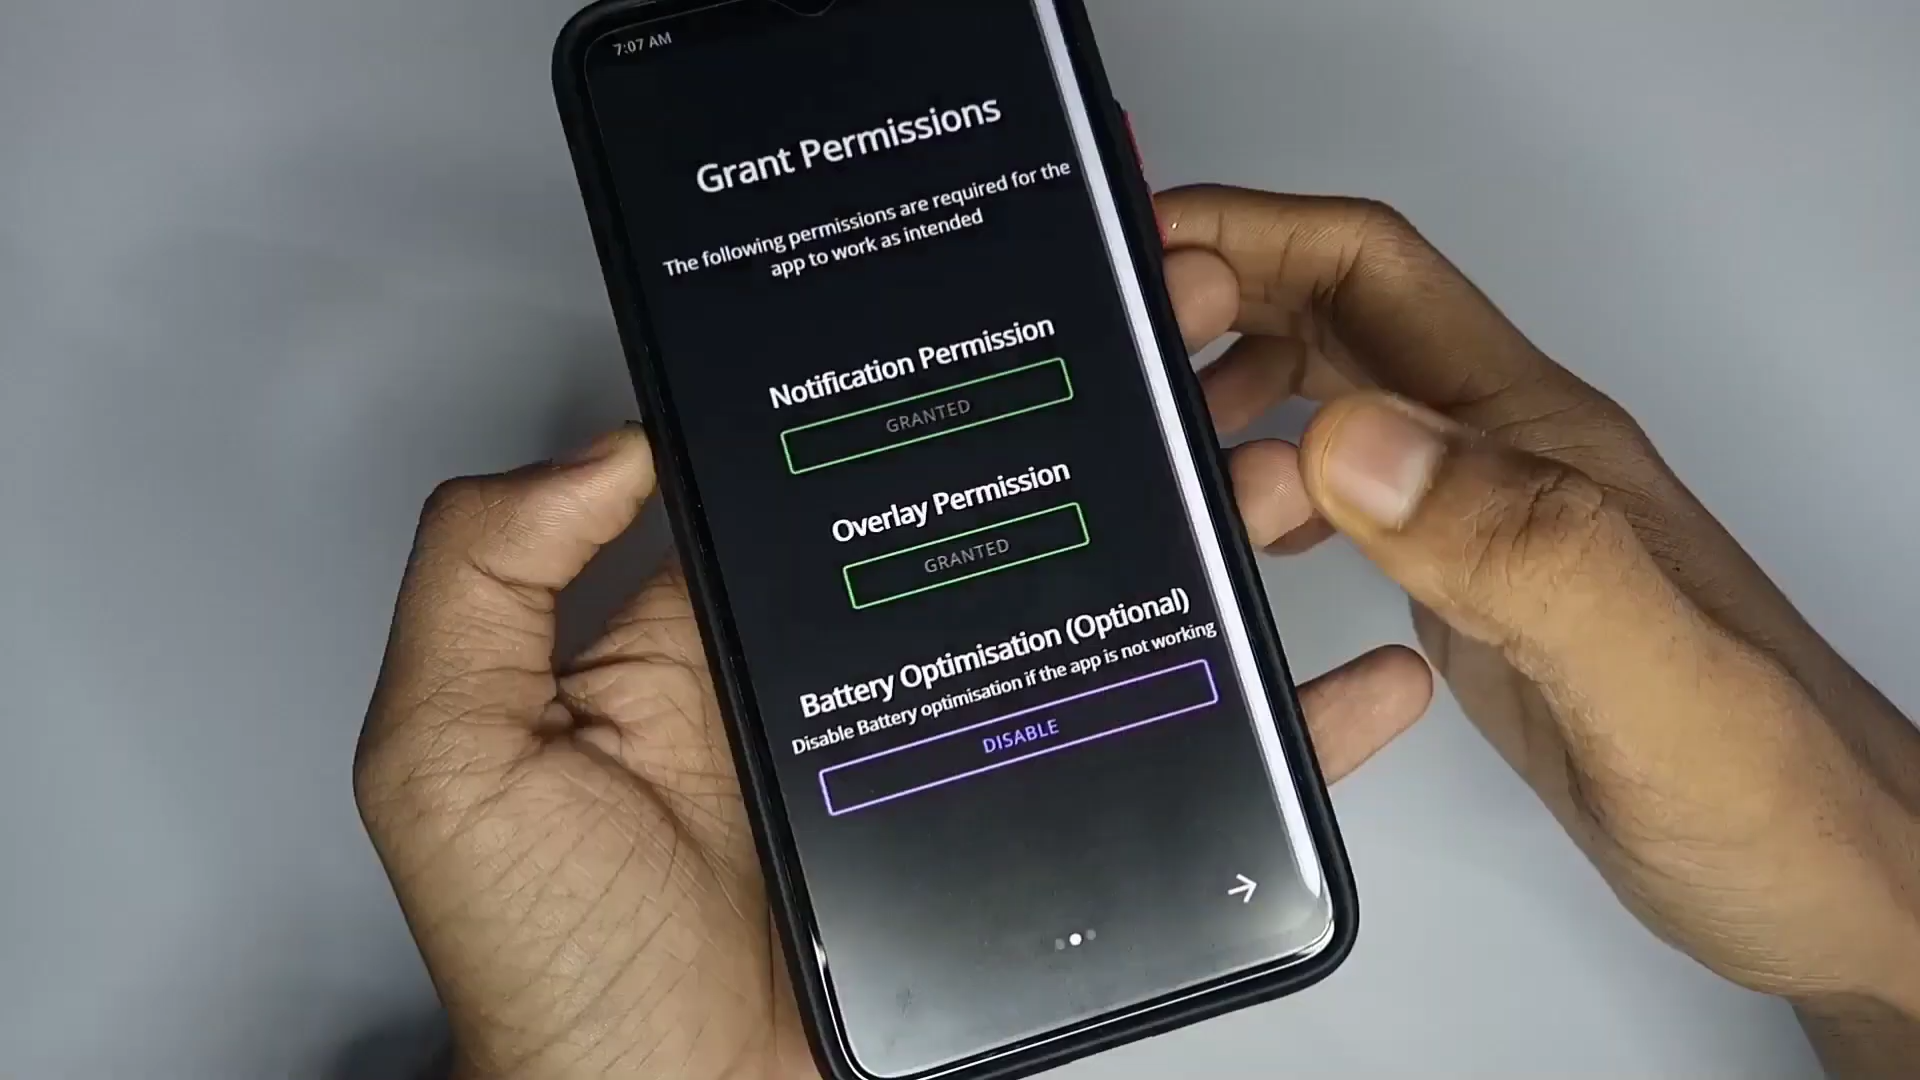 7:07 AM
Grant Permissions
The following permissions are required for the
app to work as intended
Notification Permission
GRANTED
Overlay Permission
GRANTED
Battery Optimisation (Optional)
Disable Battery optimisation if the app is not working
DISABLE